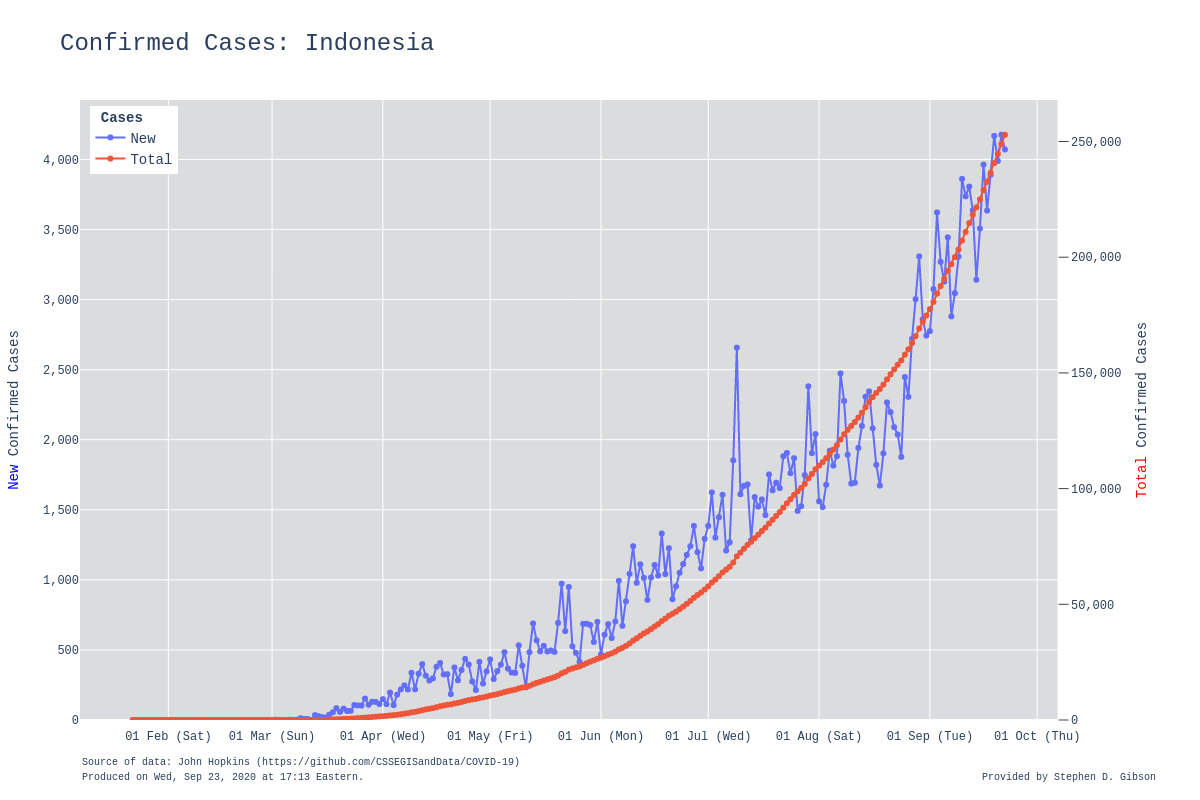 Confirmed Cases: Indonesia
Cases
New
Total
4,000
3,500
3,000
2,500
2,000
1,500
1,000
500
0
250,000
200,000
150,000
100,000
50,000
0
New Confirmed Cases
Total Confirmed Cases
01 Feb (Sat) 01 Mar (Sun) 01 Apr (Wed) 01 May (Fri) 01 Jun (Mon) 01 Jul (Wed) 01 Aug (Sat) 01 Sep (Tue) 01 Oct (Thu)
Source of data: John Hopkins (https://github.com/CSSEGISandData/COVID-19)
Produced on Wed, Sep 23, 2020 at 17:13 Eastern.
Provided by Stephen D. Gibson